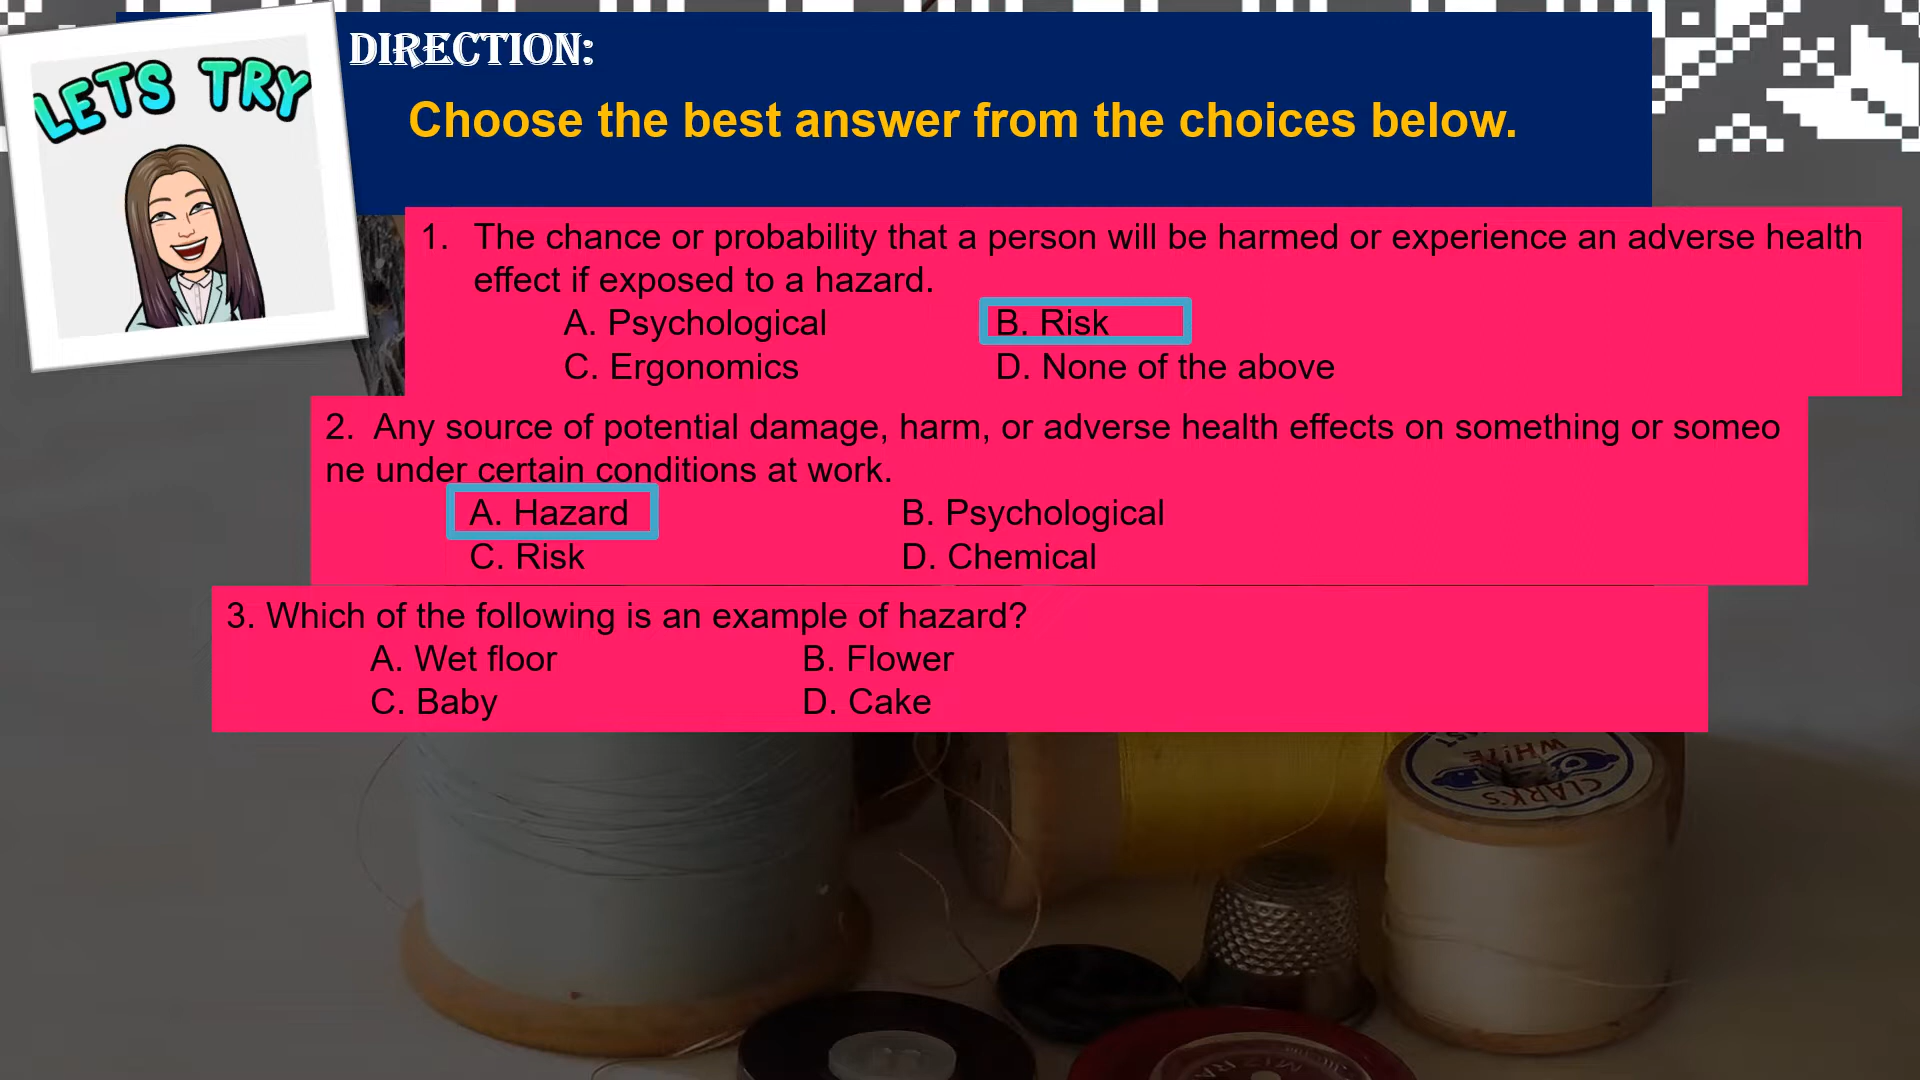 LETS TRY
DIRECTION:
Choose the best answer from the choices below.
1. The chance or probability that a person will be harmed or experience an adverse health
effect if exposed to a hazard.
A. Psychological B. Risk
C. Ergonomics D. None of the above
2. Any source of potential damage, harm, or adverse health effects on something or someo
ne under certain conditions at work.
A. Hazard B. Psychological
C. Risk D. Chemical
3. Which of the following is an example of hazard?
A. Wet floor B. Flower
C. Baby D. Cake
WHITE
CLARK'S